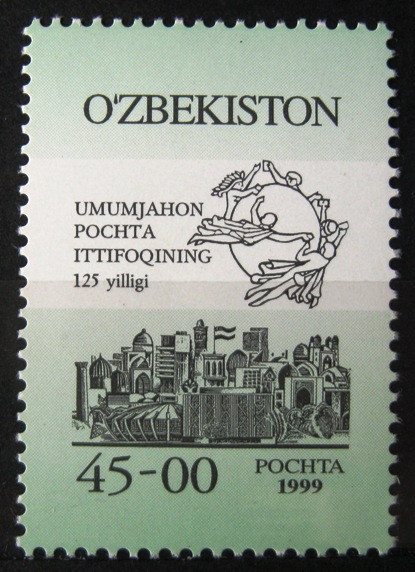 O'ZBEKISTON
UMUMJAHON
POCHTA
ITTIFOQINING
125 yilligi
45-00
POCHTA
1999